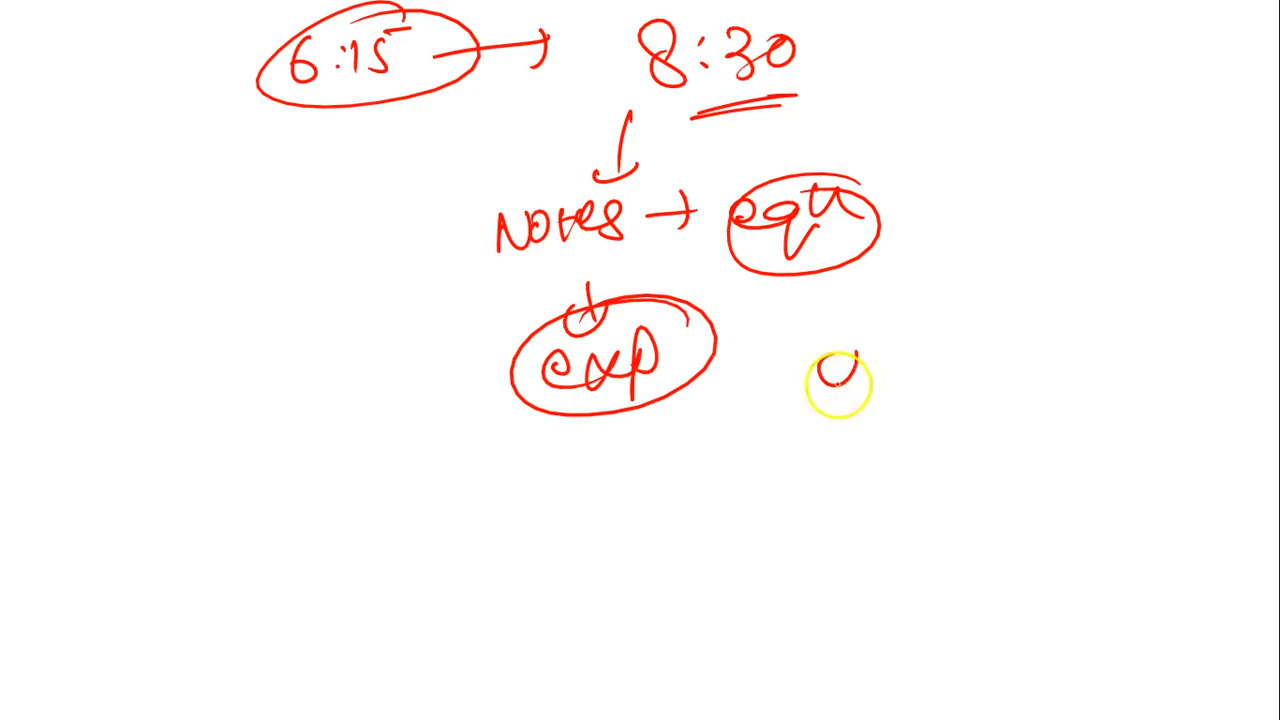 6:15 → 8:30
Notes → eqn
exp